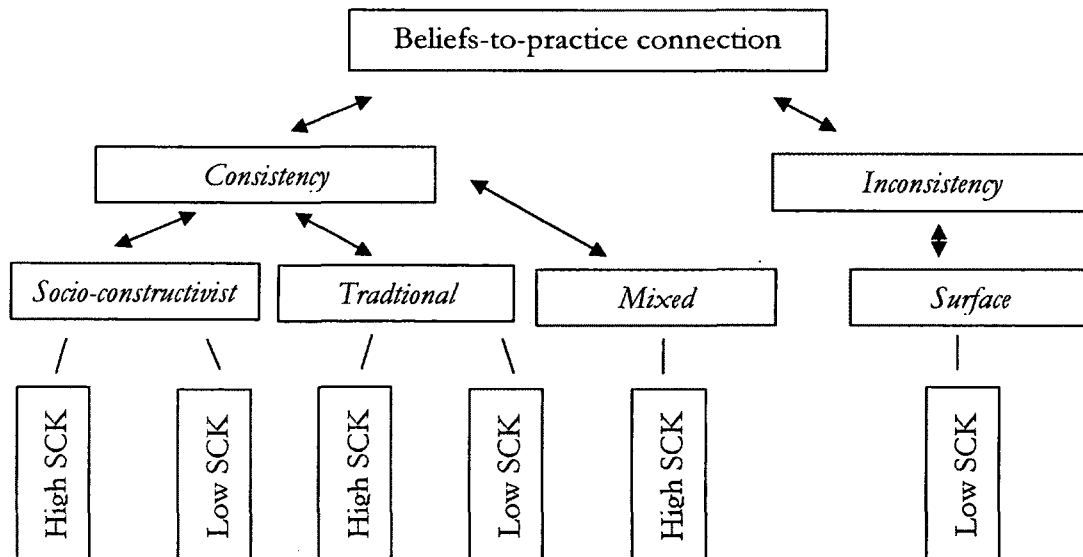 Beliefs-to-practice connection
Consistency
Inconsistency
Socio-constructivist
Tradtional
Mixed
Surface
High SCK
Low SCK
High SCK
Low SCK
High SCK
Low SCK